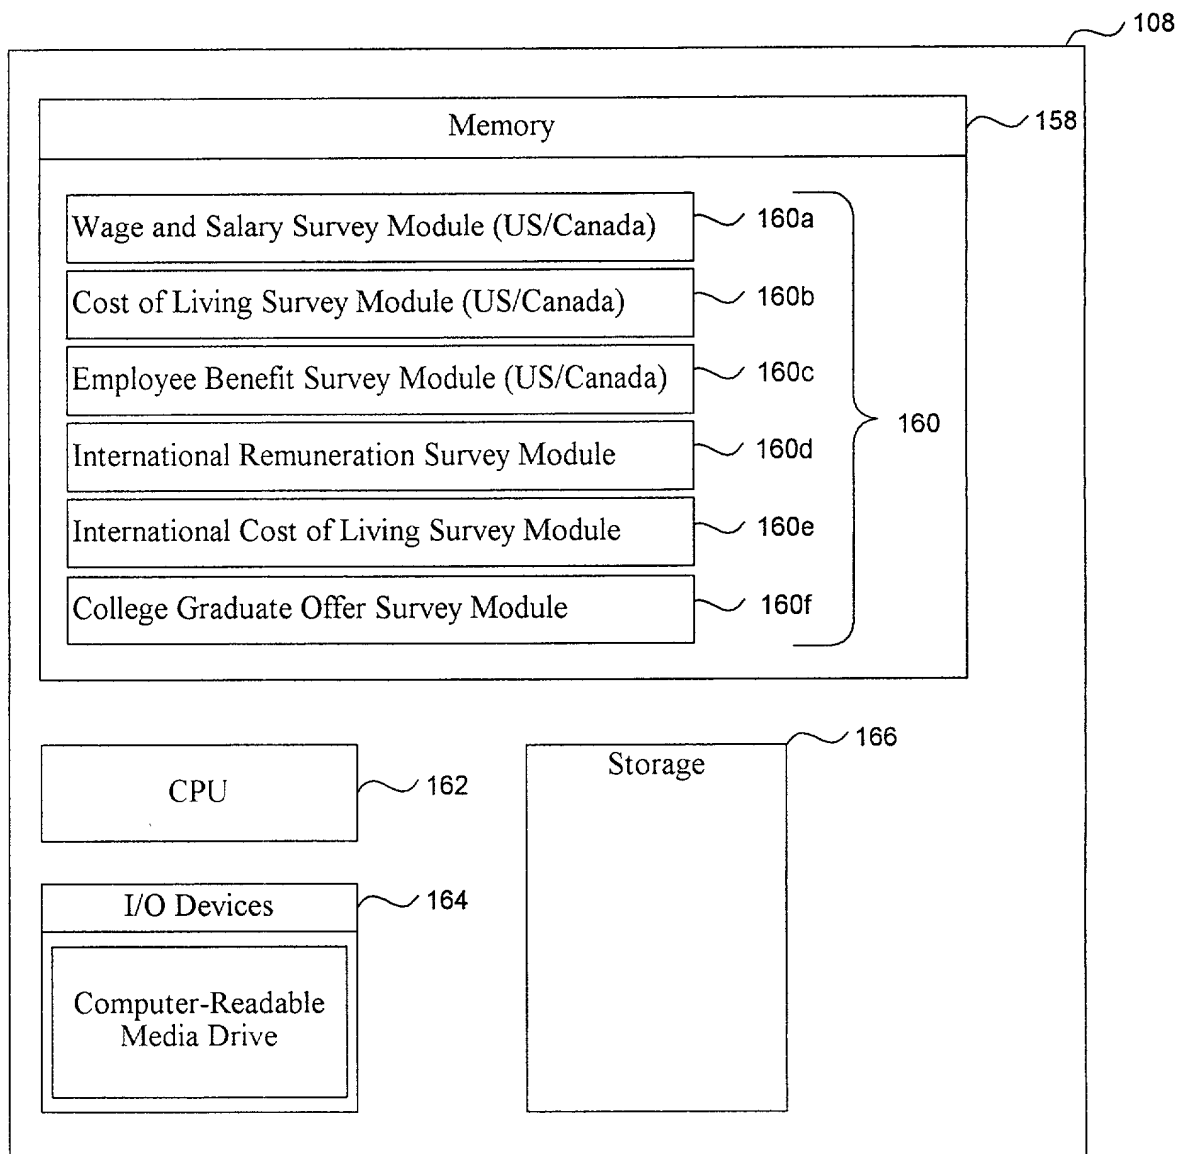 108
Memory
158
Wage and Salary Survey Module (US/Canada)
160a
Cost of Living Survey Module (US/Canada)
160b
Employee Benefit Survey Module (US/Canada)
160c
160
International Remuneration Survey Module
160d
International Cost of Living Survey Module
160e
College Graduate Offer Survey Module
160f
CPU
162
Storage
166
I/O Devices
164
Computer-Readable
Media Drive